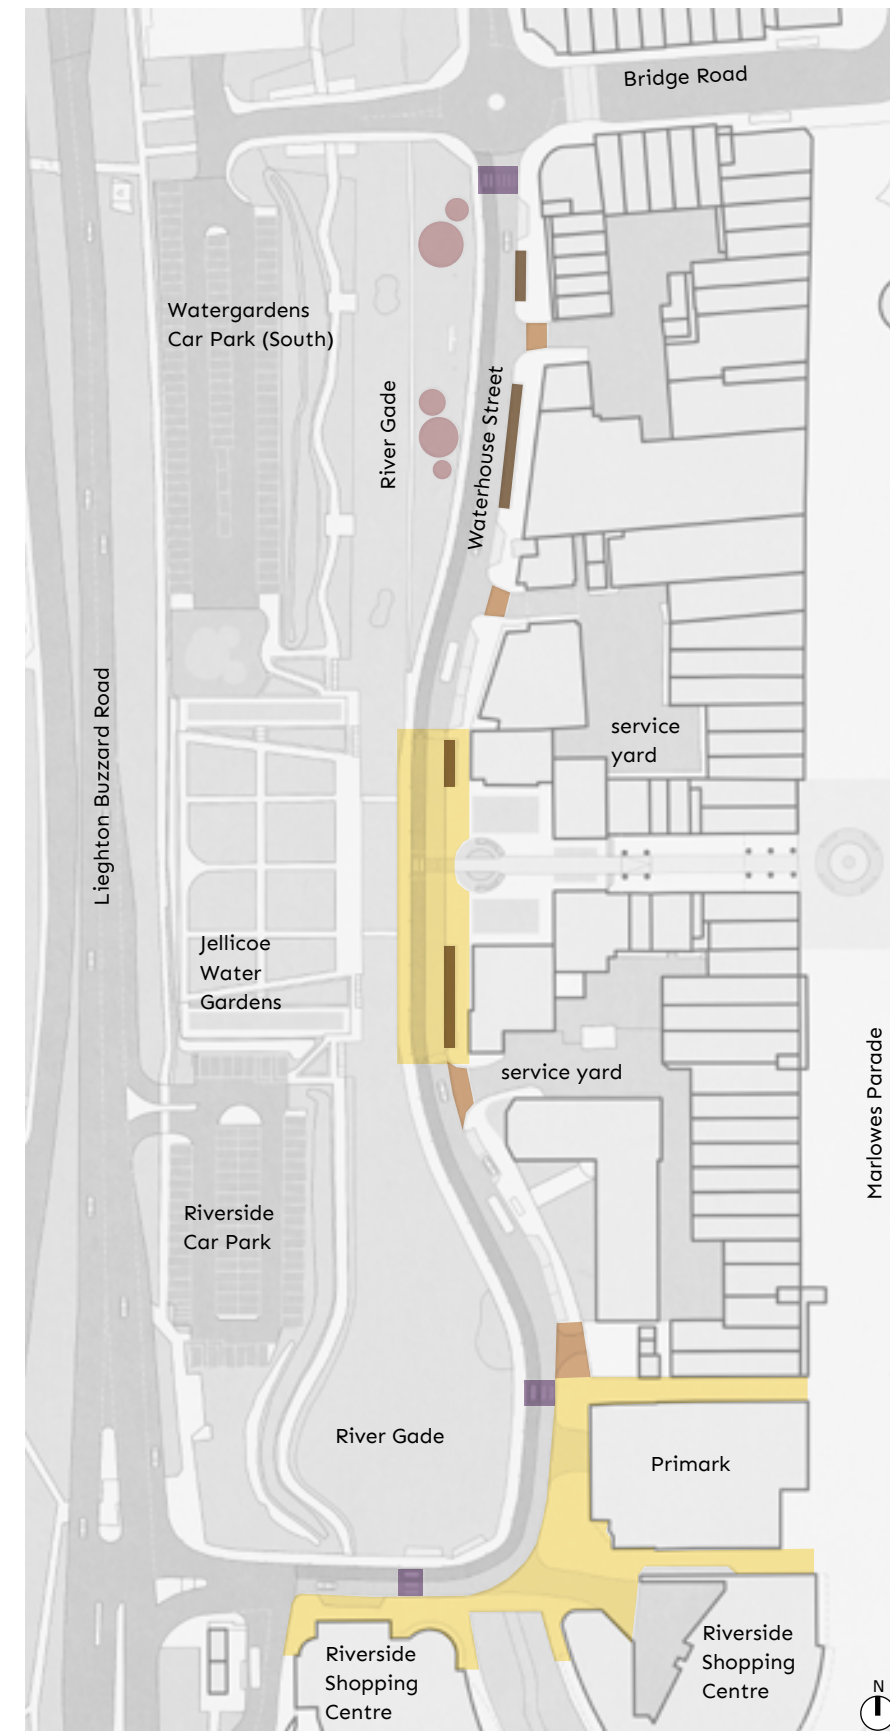 Bridge Road
Watergardens
Car Park (South)
River Gade
Waterhouse Street
Lieghton Buzzard Road
service
yard
Jellicoe
Water
Gardens
service yard
Marlowes Parade
Riverside
Car Park
River Gade
Primark
Riverside
Shopping
Centre
Riverside
Shopping
Centre
N